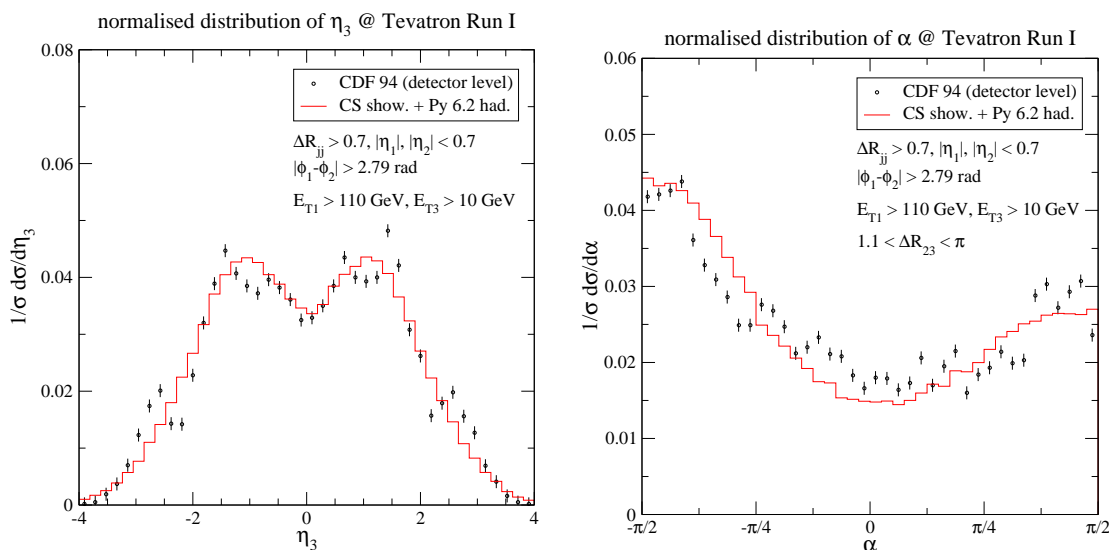 normalised distribution of η3 @ Tevatron Run I
0.08
0.06
0.04
0.02
0
1/σ dσ/dη3
CDF 94 (detector level)
CS show. + Py 6.2 had.
ΔRjj > 0.7, |η1|, |η2| < 0.7
|ϕ1-ϕ2| > 2.79 rad
ET1 > 110 GeV, ET3 > 10 GeV
-4 -2 0 2 4
η3
normalised distribution of α @ Tevatron Run I
0.06
0.05
0.04
0.03
0.02
0.01
1/σ dσ/dα
CDF 94 (detector level)
CS show. + Py 6.2 had.
ΔRjj > 0.7, |η1|, |η2| < 0.7
|ϕ1-ϕ2| > 2.79 rad
ET1 > 110 GeV, ET3 > 10 GeV
1.1 < ΔR23 < π
-π/2 -π/4 0 π/4 π/2
α